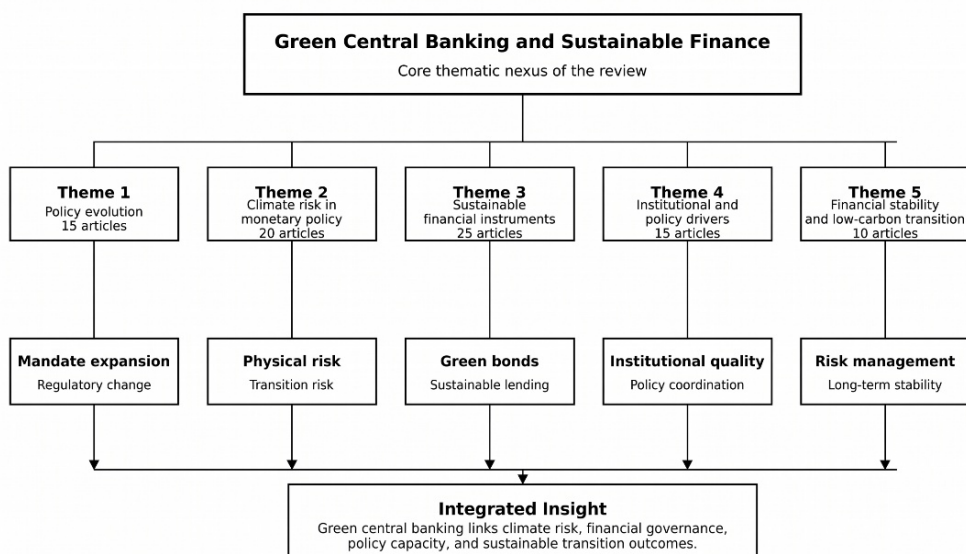 Green Central Banking and Sustainable Finance
Core thematic nexus of the review
Theme 1
Policy evolution
15 articles
Theme 2
Climate risk in
monetary policy
20 articles
Theme 3
Sustainable
financial instruments
25 articles
Theme 4
Institutional and
policy drivers
15 articles
Theme 5
Financial stability
and low-carbon transition
10 articles
Mandate expansion
Regulatory change
Physical risk
Transition risk
Green bonds
Sustainable lending
Institutional quality
Policy coordination
Risk management
Long-term stability
Integrated Insight
Green central banking links climate risk, financial governance,
policy capacity, and sustainable transition outcomes.